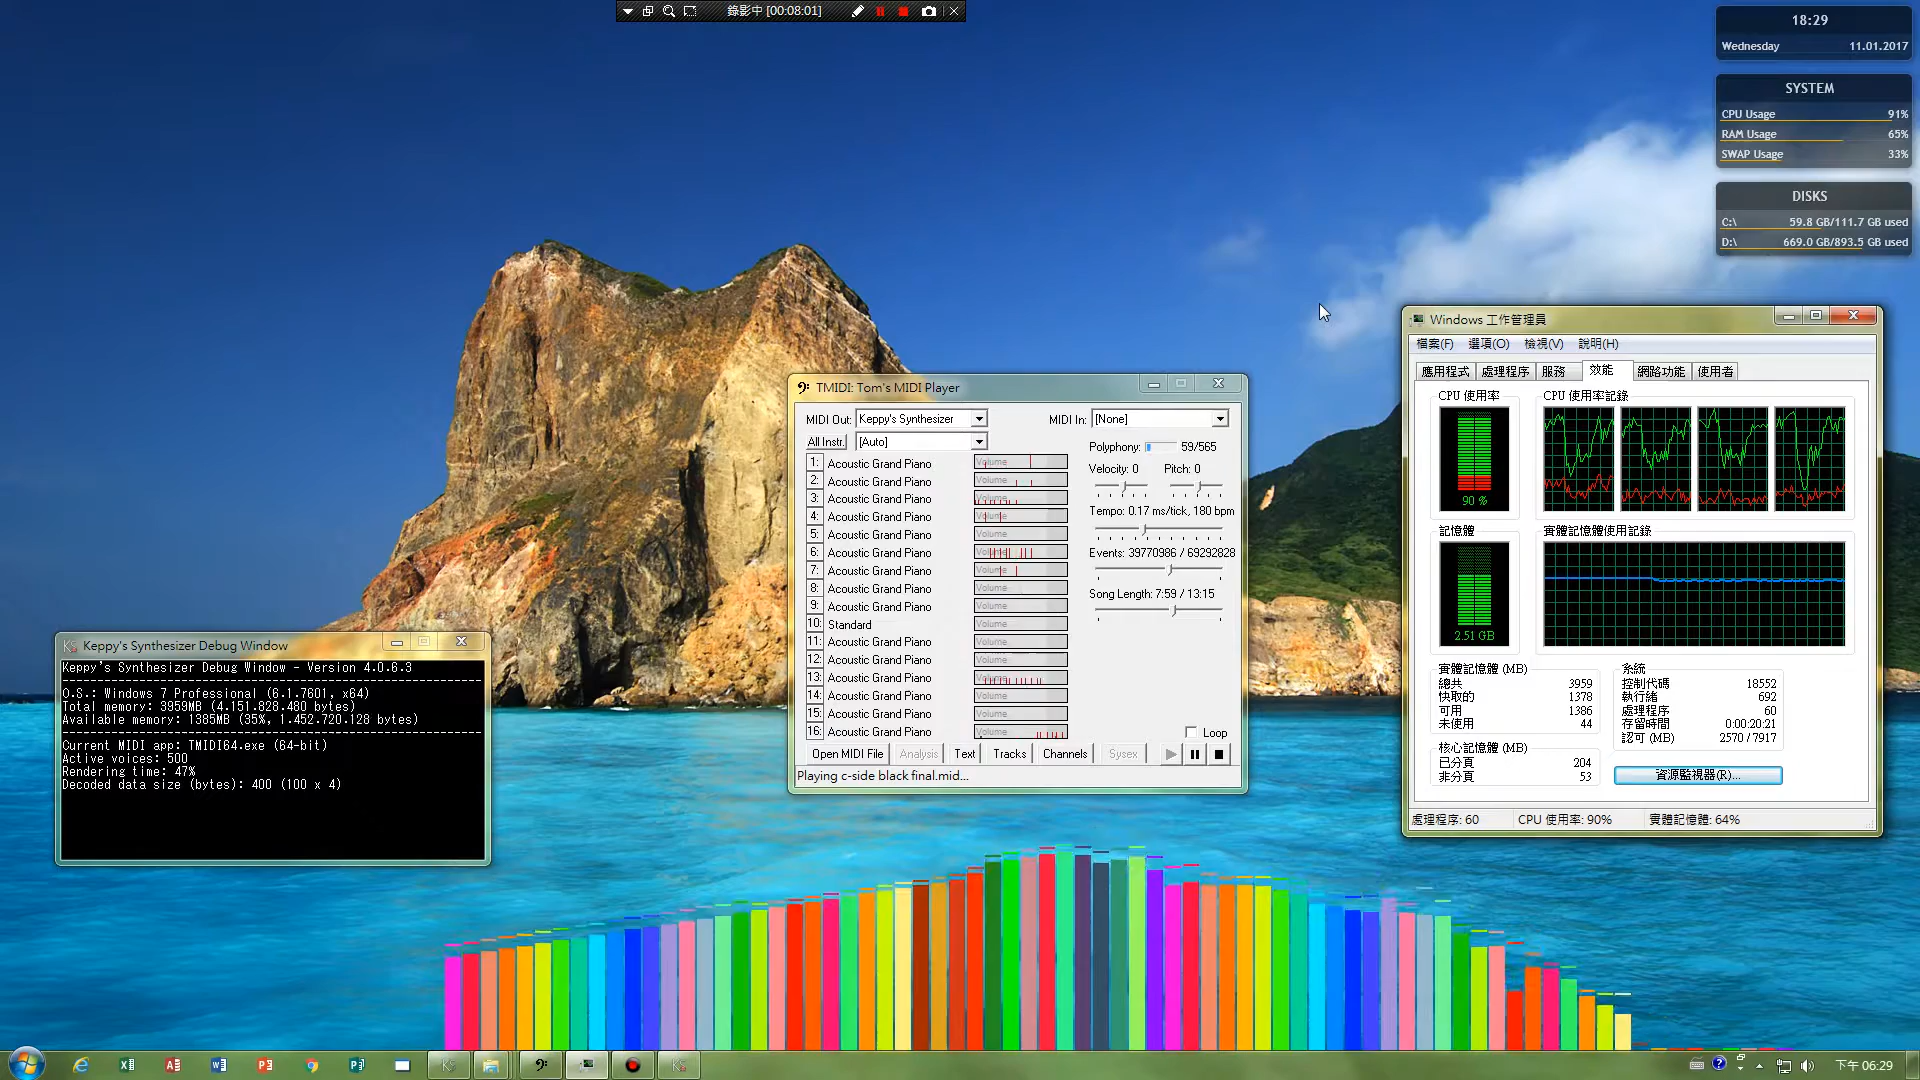 錄影中 [00:08:01]
18:29
Wednesday 11.01.2017
SYSTEM
CPU Usage 91%
RAM Usage 65%
SWAP Usage 33%
DISKS
C:\ 59.8 GB/111.7 GB used
D:\ 669.0 GB/893.5 GB used
Windows 工作管理員
檔案(F) 選項(O) 檢視(V) 說明(H)
應用程式 處理程序 服務 效能 網路功能 使用者
CPU 使用率 CPU 使用率記錄
90 %
記憶體 實體記憶體使用記錄
2.51 GB
實體記憶體 (MB)
總共 3959
快取的 1378
可用 1386
未使用 44
核心記憶體 (MB)
已分頁 204
非分頁 53
系統
控制代碼 18552
執行緒 692
處理程序 60
存留時間 0:00:20:21
認可 (MB) 2570 / 7917
資源監視器(R)...
處理程序: 60 CPU 使用率: 90% 實體記憶體: 64%
TMIDI: Tom's MIDI Player
MIDI Out: Keppy's Synthesizer MIDI In: [None]
All Instr. [Auto]
Polyphony: 59/565
Velocity: 0 Pitch: 0
Tempo: 0.17 ms/tick, 180 bpm
Events: 39770986 / 69292828
Song Length: 7:59 / 13:15
1: Acoustic Grand Piano Volume
2: Acoustic Grand Piano Volume
3: Acoustic Grand Piano Volume
4: Acoustic Grand Piano Volume
5: Acoustic Grand Piano Volume
6: Acoustic Grand Piano Volume
7: Acoustic Grand Piano Volume
8: Acoustic Grand Piano Volume
9: Acoustic Grand Piano Volume
10: Standard Volume
11: Acoustic Grand Piano Volume
12: Acoustic Grand Piano Volume
13: Acoustic Grand Piano Volume
14: Acoustic Grand Piano Volume
15: Acoustic Grand Piano Volume
16: Acoustic Grand Piano Volume
Loop
Open MIDI File Analysis Text Tracks Channels Sysex
Playing c-side black final.mid...
Keppy's Synthesizer Debug Window
Keppy's Synthesizer Debug Window - Version 4.0.6.3
O.S.: Windows 7 Professional (6.1.7601, x64)
Total memory: 3959MB (4.151.828.480 bytes)
Available memory: 1385MB (35%, 1.452.720.128 bytes)
Current MIDI app: TMIDI64.exe (64-bit)
Active voices: 500
Rendering time: 47%
Decoded data size (bytes): 400 (100 x 4)
下午 06:29